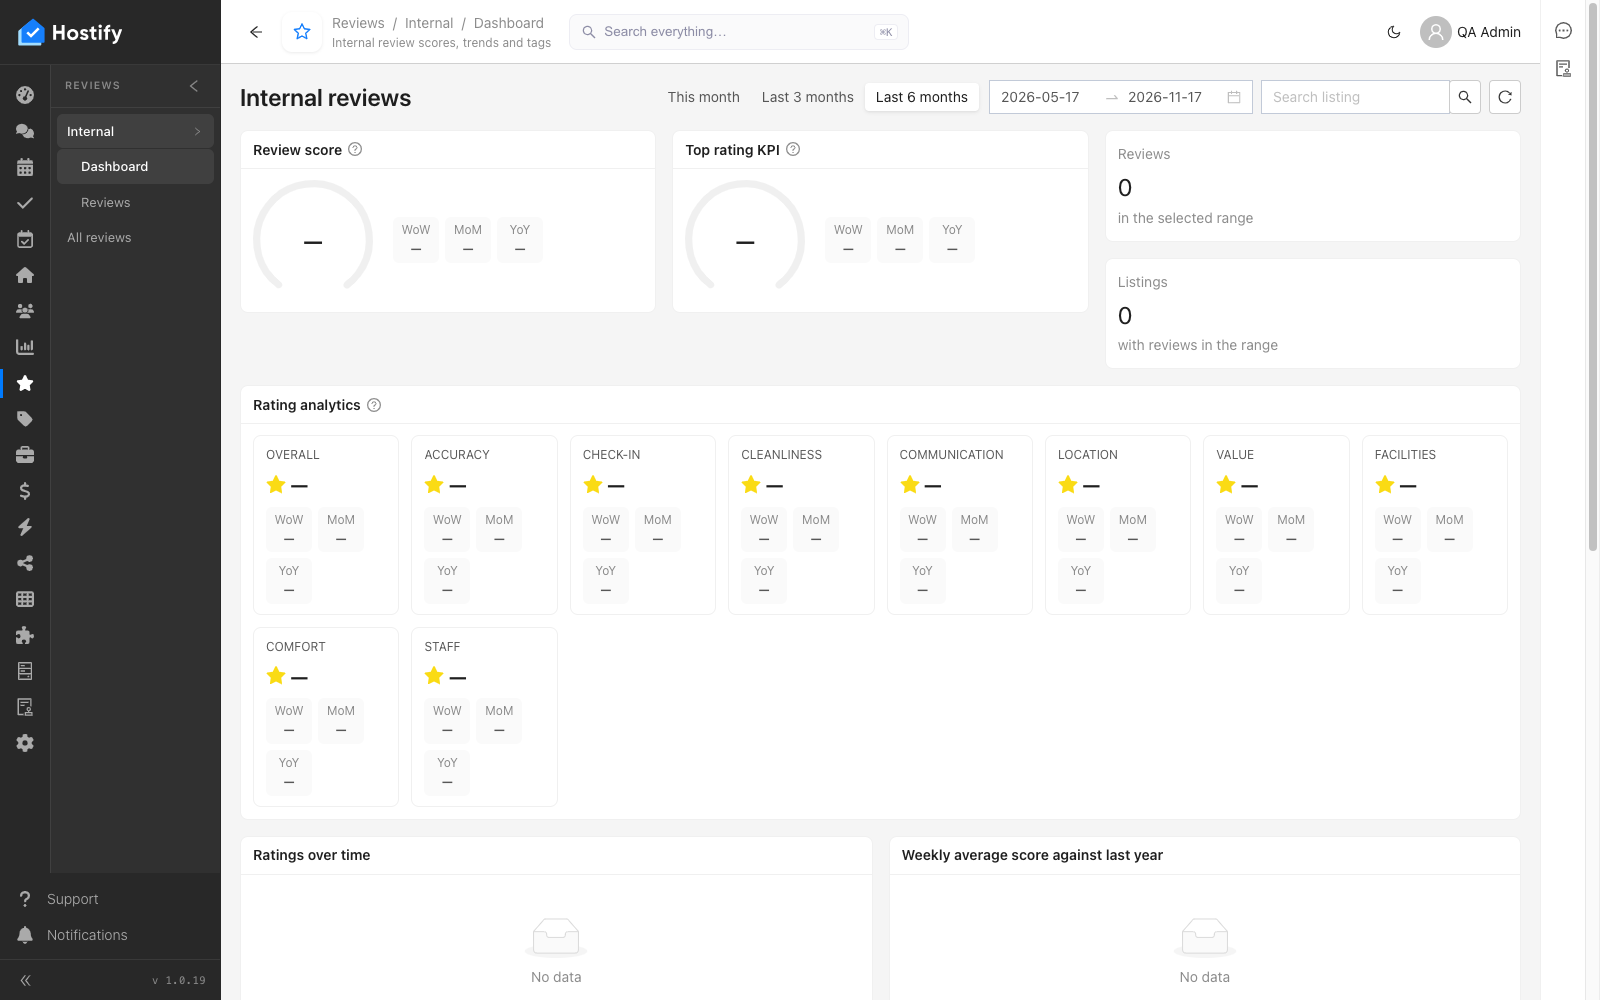 Hostify
Reviews / Internal / Dashboard
Internal review scores, trends and tags
Search everything...
⌘K
QA Admin
REVIEWS
Internal
Dashboard
Reviews
All reviews
Support
Notifications
v 1.0.19
Internal reviews
This month
Last 3 months
Last 6 months
2026-05-17
2026-11-17
Search listing
Review score
–
WoW MoM YoY
– – –
Top rating KPI
–
WoW MoM YoY
– – –
Reviews
0
in the selected range
Listings
0
with reviews in the range
Rating analytics
OVERALL
–
WoW MoM
– –
YoY
–
ACCURACY
–
WoW MoM
– –
YoY
–
CHECK-IN
–
WoW MoM
– –
YoY
–
CLEANLINESS
–
WoW MoM
– –
YoY
–
COMMUNICATION
–
WoW MoM
– –
YoY
–
LOCATION
–
WoW MoM
– –
YoY
–
VALUE
–
WoW MoM
– –
YoY
–
FACILITIES
–
WoW MoM
– –
YoY
–
COMFORT
–
WoW MoM
– –
YoY
–
STAFF
–
WoW MoM
– –
YoY
–
Ratings over time
No data
Weekly average score against last year
No data